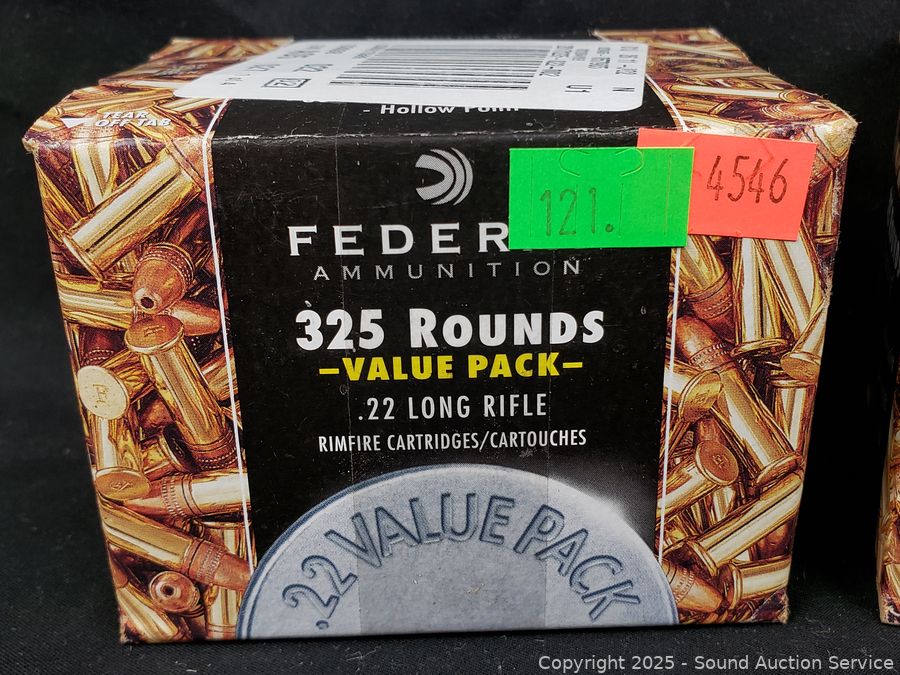 - Hollow Point -
TEAR
OFF TAB
121.
4546
FEDER
AMMUNITION
325 ROUNDS
–VALUE PACK–
.22 LONG RIFLE
RIMFIRE CARTRIDGES/CARTOUCHES
.22 VALUE PACK
Copyright 2025 - Sound Auction Service